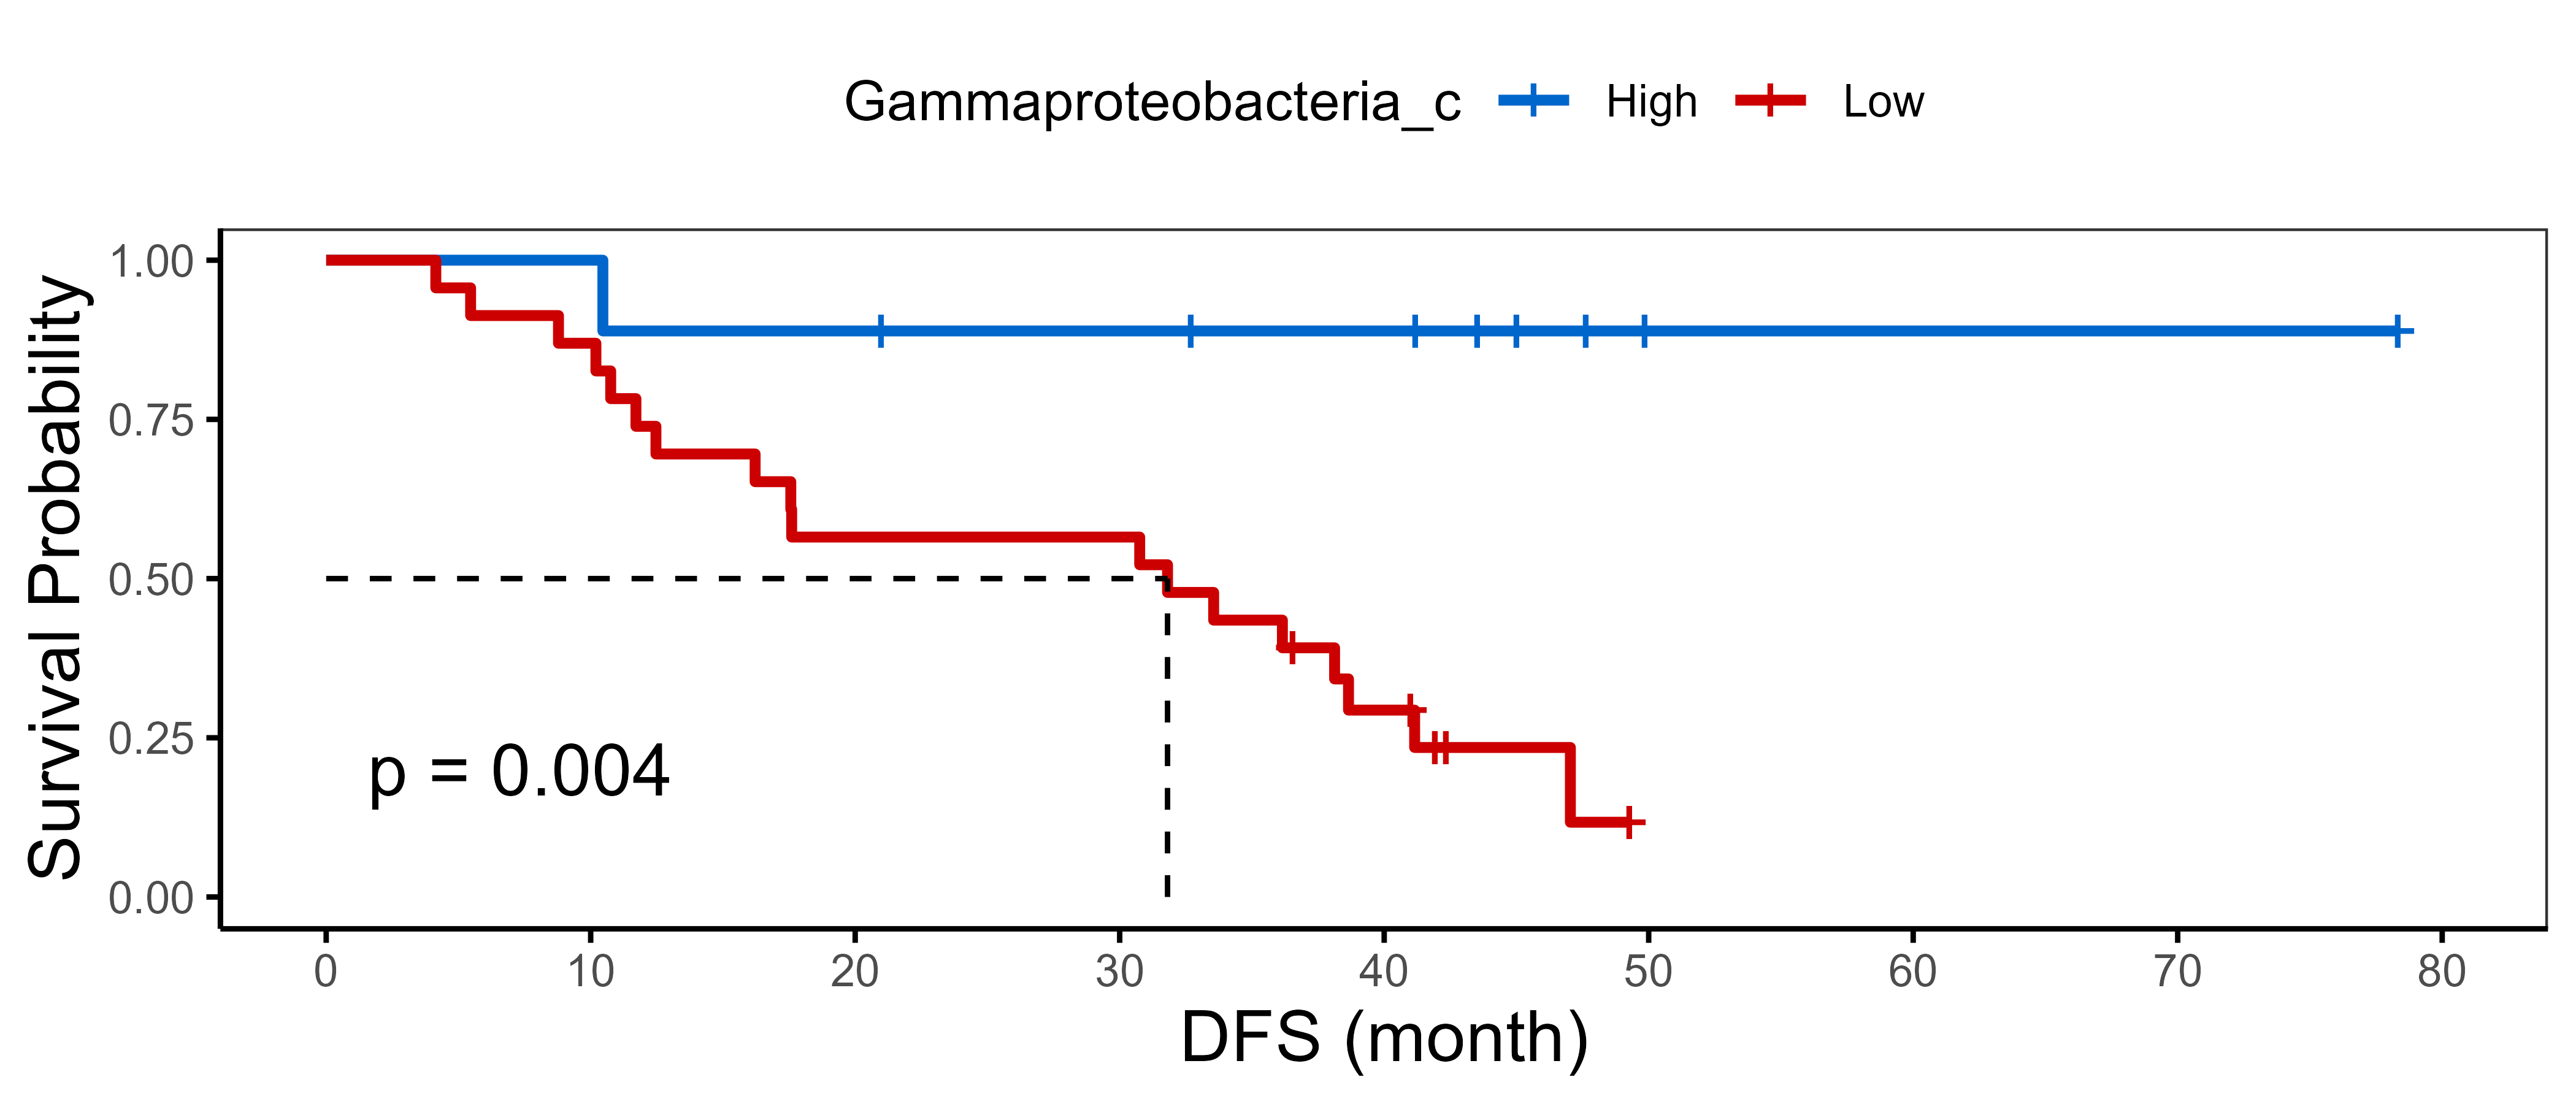 Gammaproteobacteria_c High Low
Survival Probability
1.00
0.75
0.50
0.25
0.00
p = 0.004
0 10 20 30 40 50 60 70 80
DFS (month)